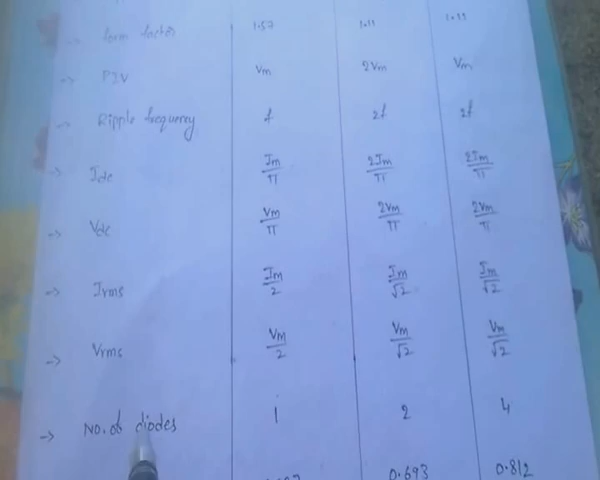 -> form factor 1.57 1.11 1.11
-> PIV Vm 2Vm Vm
-> Ripple frequency f 2f 2f
-> Idc Im/π 2Im/π 2Im/π
-> Vdc Vm/π 2Vm/π 2Vm/π
-> Irms Im/2 Im/√2 Im/√2
-> Vrms Vm/2 Vm/√2 Vm/√2
-> No. of diodes 1 2 4
0.693 0.812